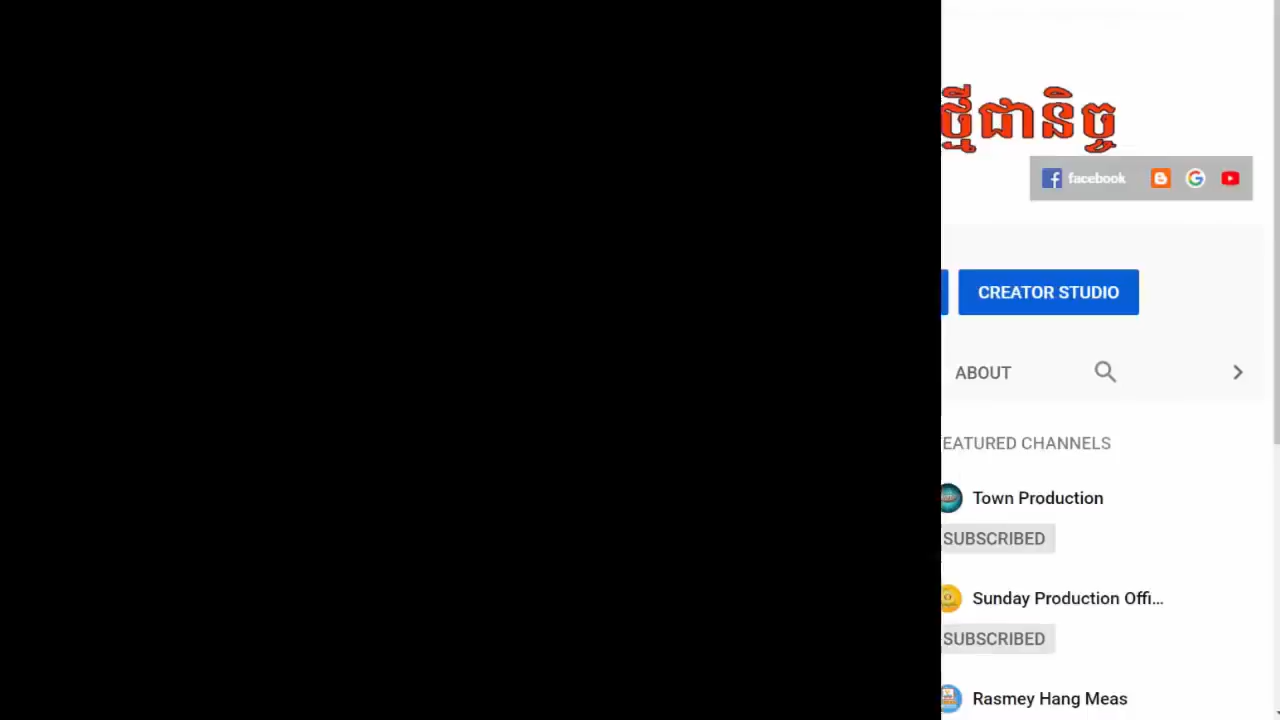 ថ្មីជានិច្ច
facebook
CREATOR STUDIO
ABOUT
EATURED CHANNELS
Town Production
SUBSCRIBED
Sunday Production Offi...
SUBSCRIBED
Rasmey Hang Meas